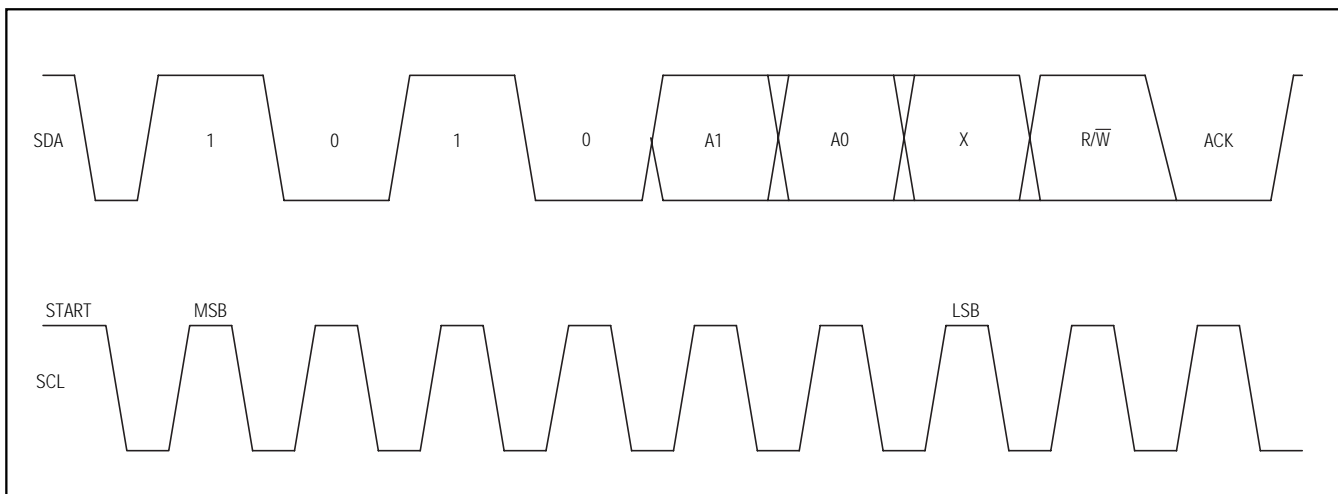 SDA 1 0 1 0 A1 A0 X R/W̅ ACK
START MSB LSB
SCL